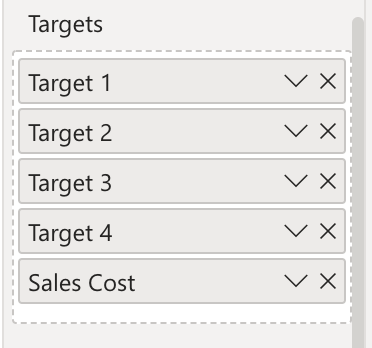 Targets
Target 1
Target 2
Target 3
Target 4
Sales Cost